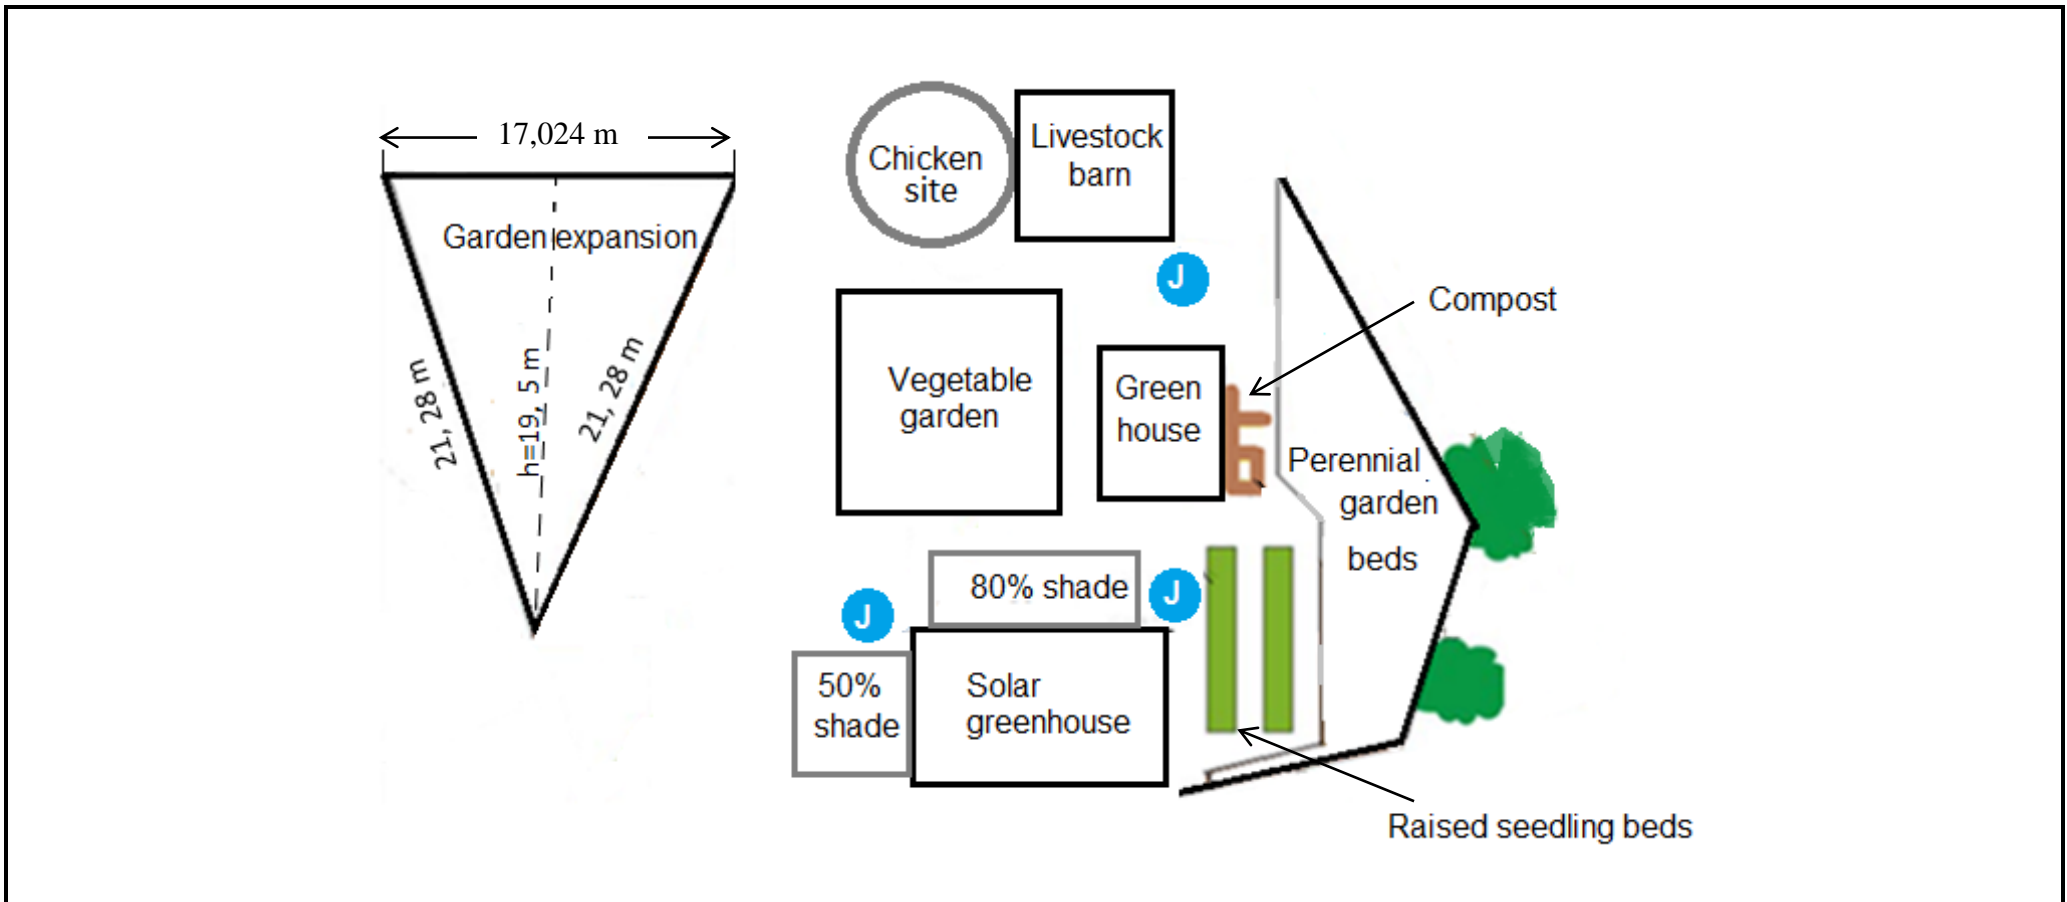 17,024 m
Garden expansion
21, 28 m
h=19, 5 m
21, 28 m
Chicken
site
Livestock
barn
J
Compost
Vegetable
garden
Green
house
Perennial
garden
beds
80% shade
J
J
50%
shade
Solar
greenhouse
Raised seedling beds